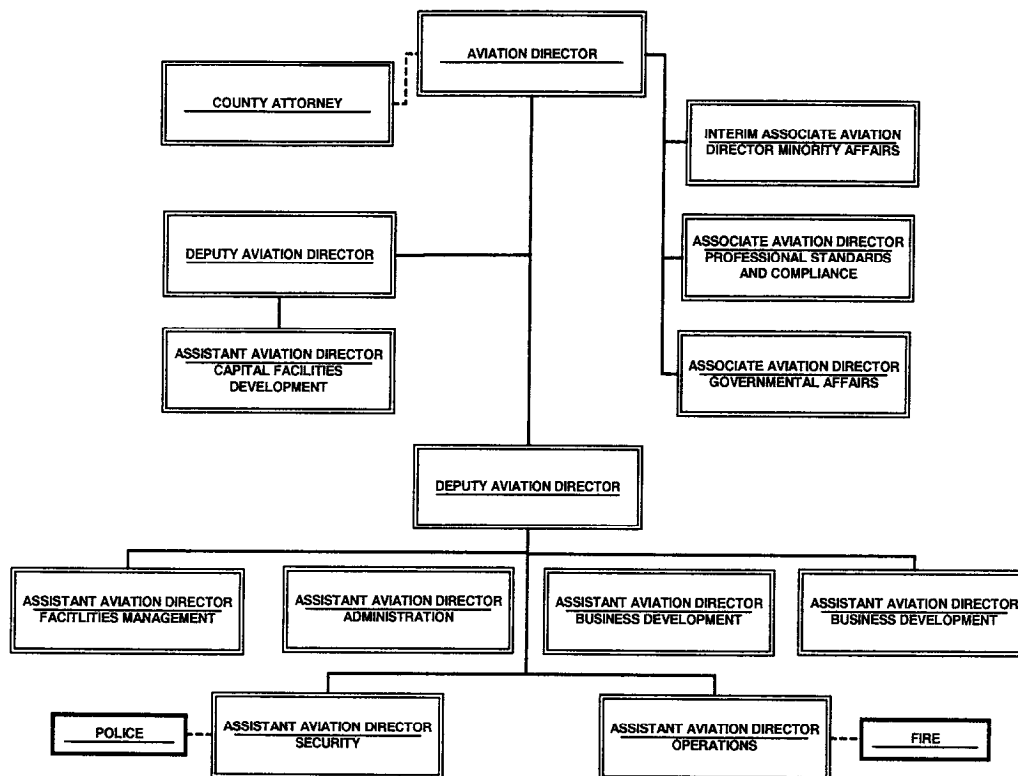 AVIATION DIRECTOR
COUNTY ATTORNEY
INTERIM ASSOCIATE AVIATION
DIRECTOR MINORITY AFFAIRS
DEPUTY AVIATION DIRECTOR
ASSOCIATE AVIATION DIRECTOR
PROFESSIONAL STANDARDS
AND COMPLIANCE
ASSISTANT AVIATION DIRECTOR
CAPITAL FACILITIES
DEVELOPMENT
ASSOCIATE AVIATION DIRECTOR
GOVERNMENTAL AFFAIRS
DEPUTY AVIATION DIRECTOR
ASSISTANT AVIATION DIRECTOR
FACITLITIES MANAGEMENT
ASSISTANT AVIATION DIRECTOR
ADMINISTRATION
ASSISTANT AVIATION DIRECTOR
BUSINESS DEVELOPMENT
ASSISTANT AVIATION DIRECTOR
BUSINESS DEVELOPMENT
POLICE
ASSISTANT AVIATION DIRECTOR
SECURITY
ASSISTANT AVIATION DIRECTOR
OPERATIONS
FIRE